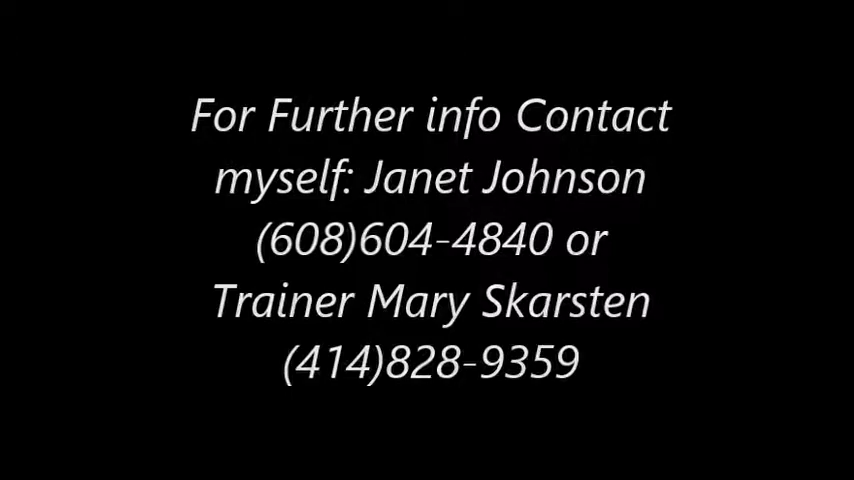 For Further info Contact
myself: Janet Johnson
(608)604-4840 or
Trainer Mary Skarsten
(414)828-9359